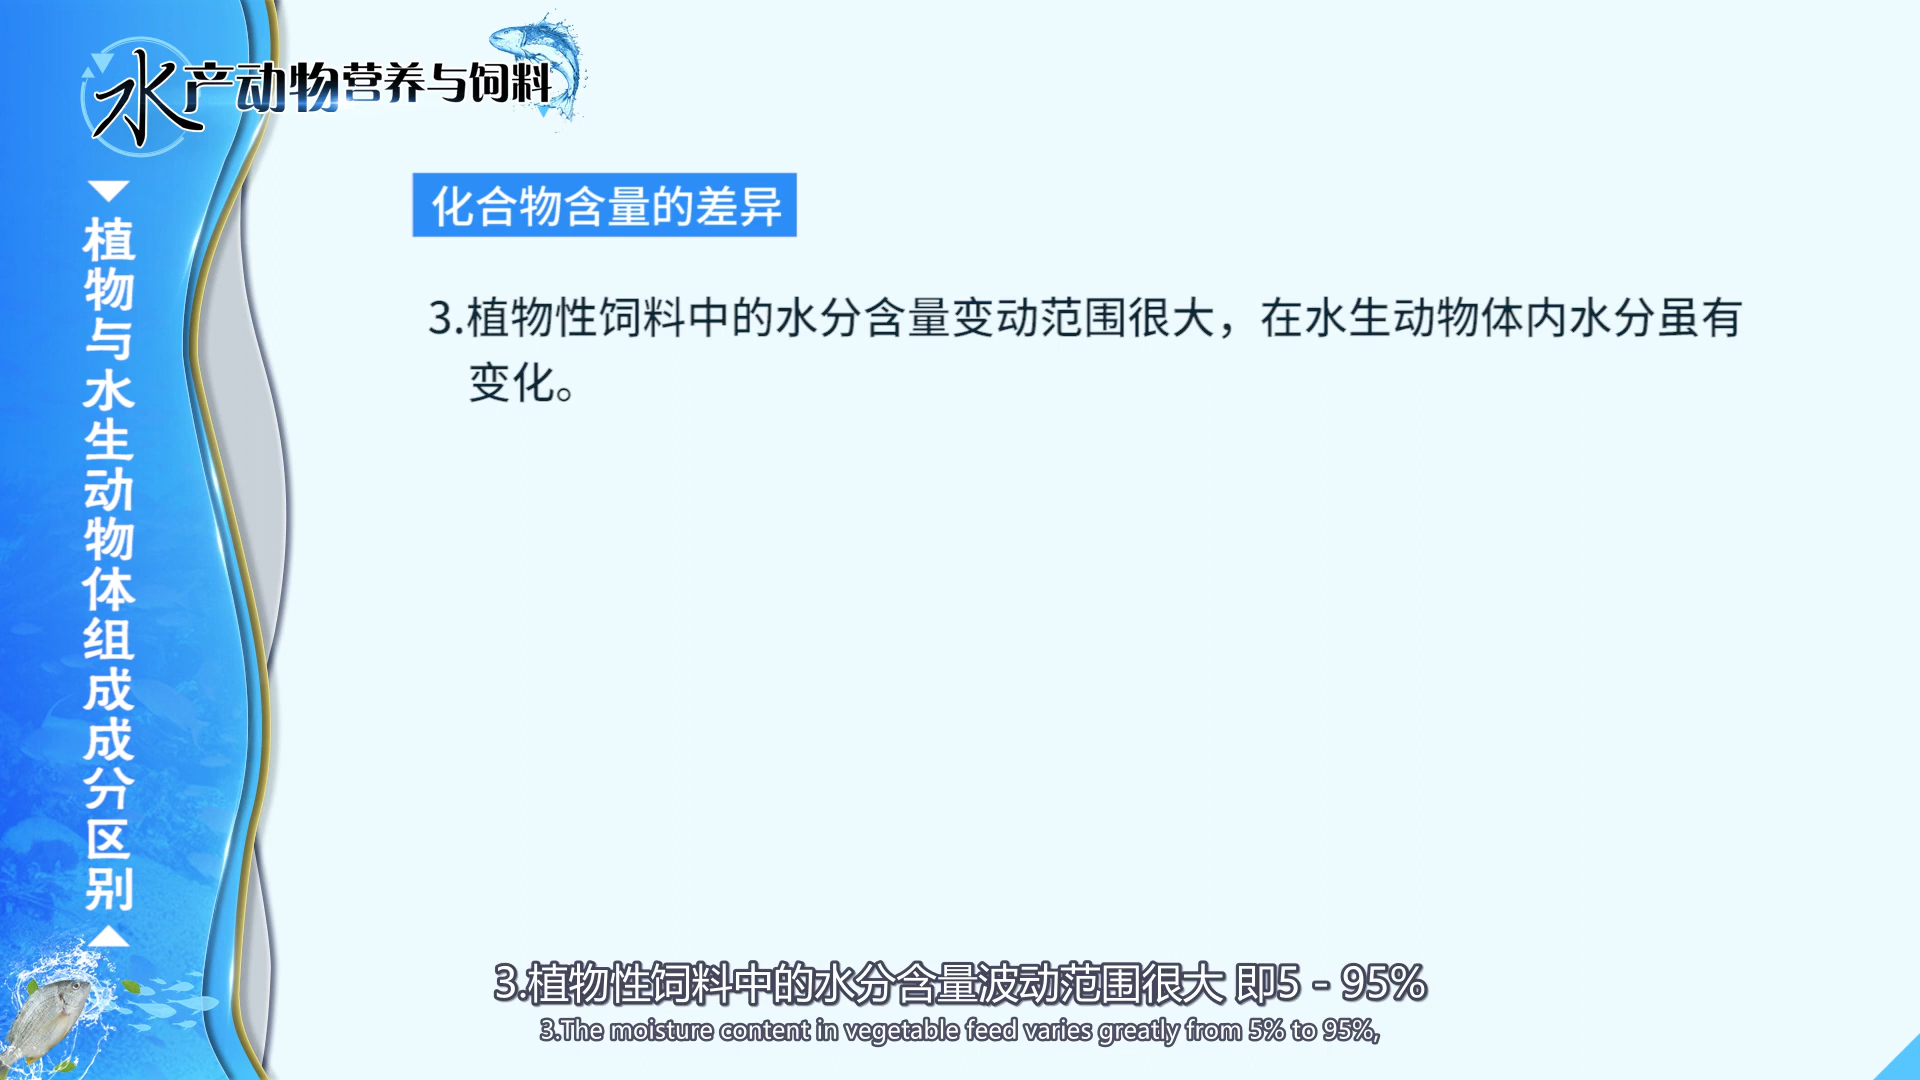 水产动物营养与饲料
植物与水生动物体组成成分区别
化合物含量的差异
3.植物性饲料中的水分含量变动范围很大，在水生动物体内水分虽有
变化。
3.植物性饲料中的水分含量波动范围很大 即5 - 95%
3.The moisture content in vegetable feed varies greatly from 5% to 95%,